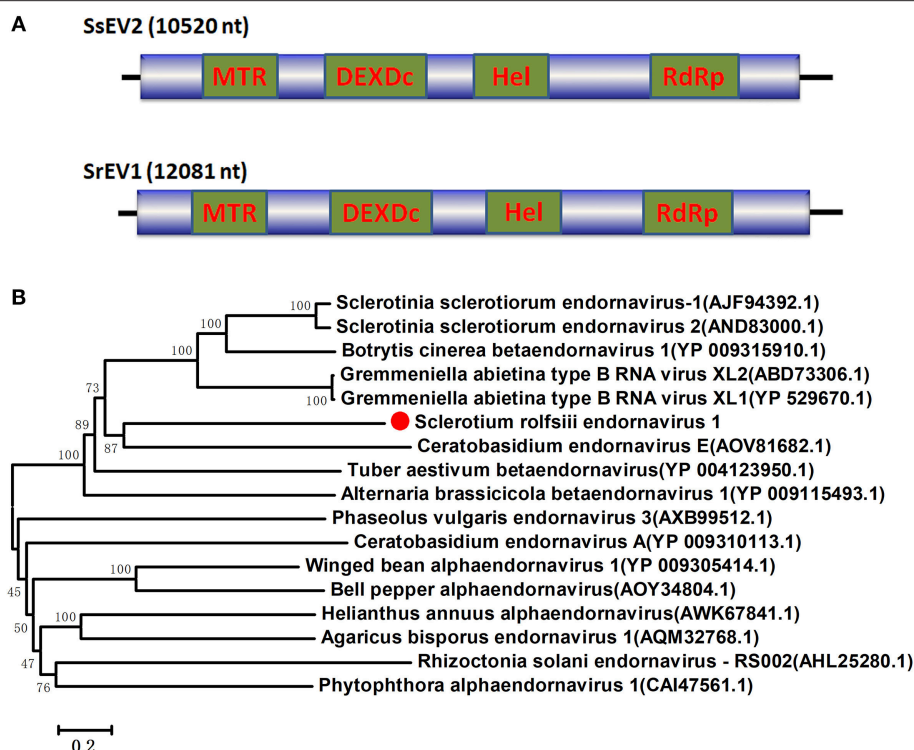 A
SsEV2 (10520 nt)
MTR DEXDc Hel RdRp
SrEV1 (12081 nt)
MTR DEXDc Hel RdRp
B
100 Sclerotinia sclerotiorum endornavirus-1(AJF94392.1)
100 Sclerotinia sclerotiorum endornavirus 2(AND83000.1)
100 Botrytis cinerea betaendornavirus 1(YP 009315910.1)
Gremmeniella abietina type B RNA virus XL2(ABD73306.1)
73 100 Gremmeniella abietina type B RNA virus XL1(YP 529670.1)
89 Sclerotium rolfsiii endornavirus 1
87 Ceratobasidium endornavirus E(AOV81682.1)
100 Tuber aestivum betaendornavirus(YP 004123950.1)
Alternaria brassicicola betaendornavirus 1(YP 009115493.1)
Phaseolus vulgaris endornavirus 3(AXB99512.1)
Ceratobasidium endornavirus A(YP 009310113.1)
100 Winged bean alphaendornavirus 1(YP 009305414.1)
45 Bell pepper alphaendornavirus(AOY34804.1)
50 100 Helianthus annuus alphaendornavirus(AWK67841.1)
Agaricus bisporus endornavirus 1(AQM32768.1)
47 Rhizoctonia solani endornavirus - RS002(AHL25280.1)
76 Phytophthora alphaendornavirus 1(CAI47561.1)
0.2